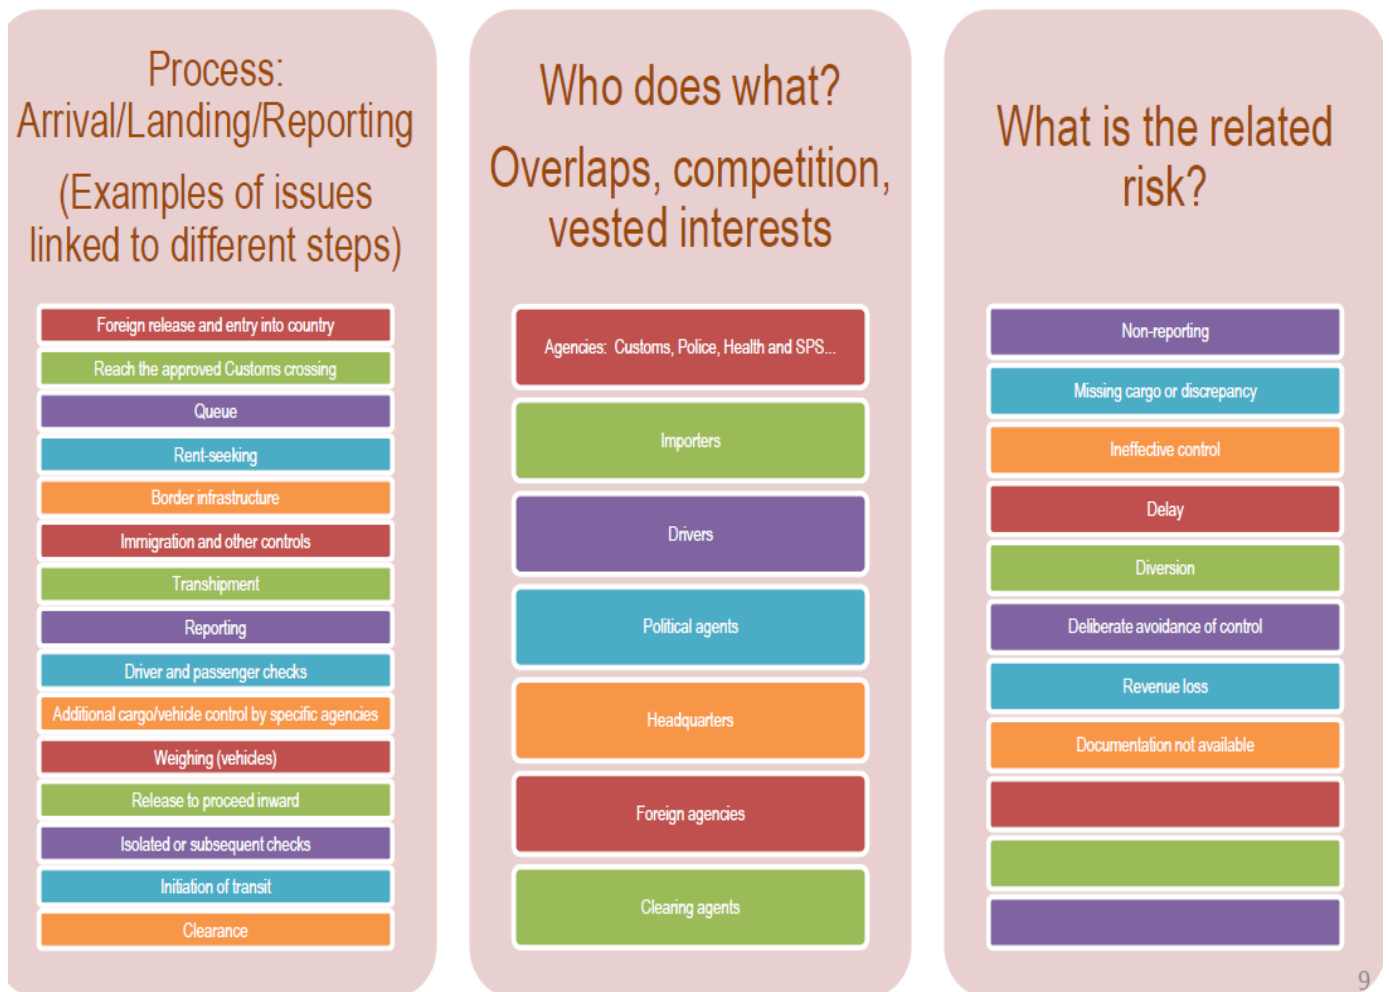 Process:
Arrival/Landing/Reporting
(Examples of issues
linked to different steps)
Foreign release and entry into country
Reach the approved Customs crossing
Queue
Rent-seeking
Border infrastructure
Immigration and other controls
Transhipment
Reporting
Driver and passenger checks
Additional cargo/vehicle control by specific agencies
Weighing (vehicles)
Release to proceed inward
Isolated or subsequent checks
Initiation of transit
Clearance
Who does what?
Overlaps, competition,
vested interests
Agencies: Customs, Police, Health and SPS...
Importers
Drivers
Political agents
Headquarters
Foreign agencies
Clearing agents
What is the related
risk?
Non-reporting
Missing cargo or discrepancy
Ineffective control
Delay
Diversion
Deliberate avoidance of control
Revenue loss
Documentation not available
9